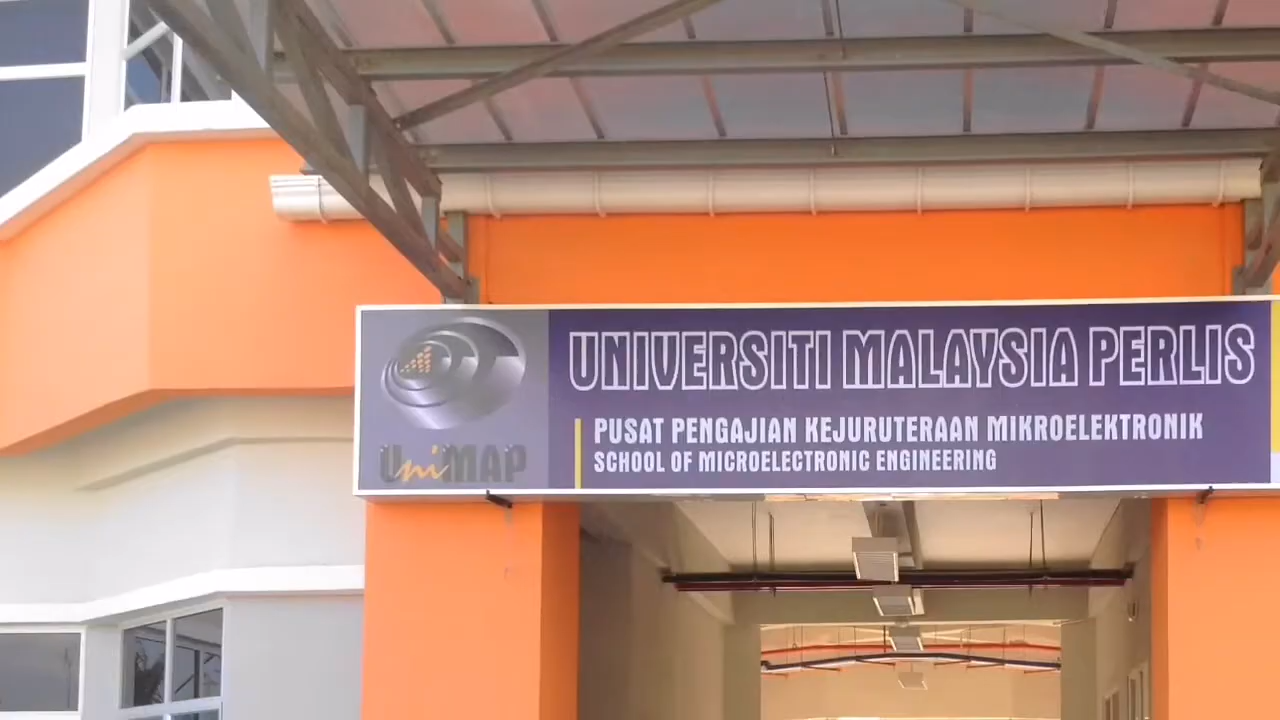 UNIVERSITI MALAYSIA PERLIS
PUSAT PENGAJIAN KEJURUTERAAN MIKROELEKTRONIK
SCHOOL OF MICROELECTRONIC ENGINEERING
UniMAP